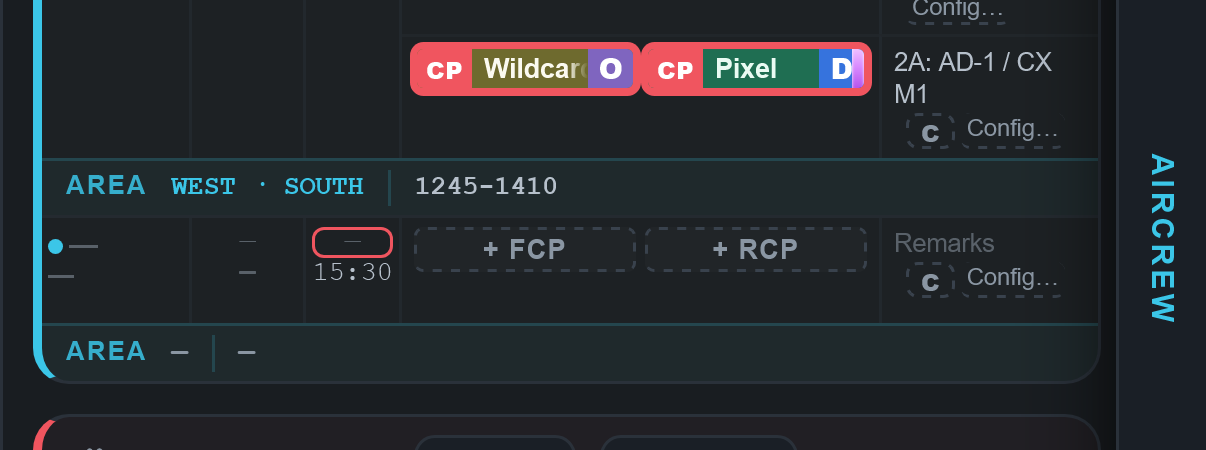 Config…
CP Wildcar O CP Pixel D 2A: AD-1 / CX
M1
C Config…
AREA WEST · SOUTH 1245–1410
— — — + FCP + RCP Remarks
— — 15:30 C Config…
AREA — —
AIRCREW